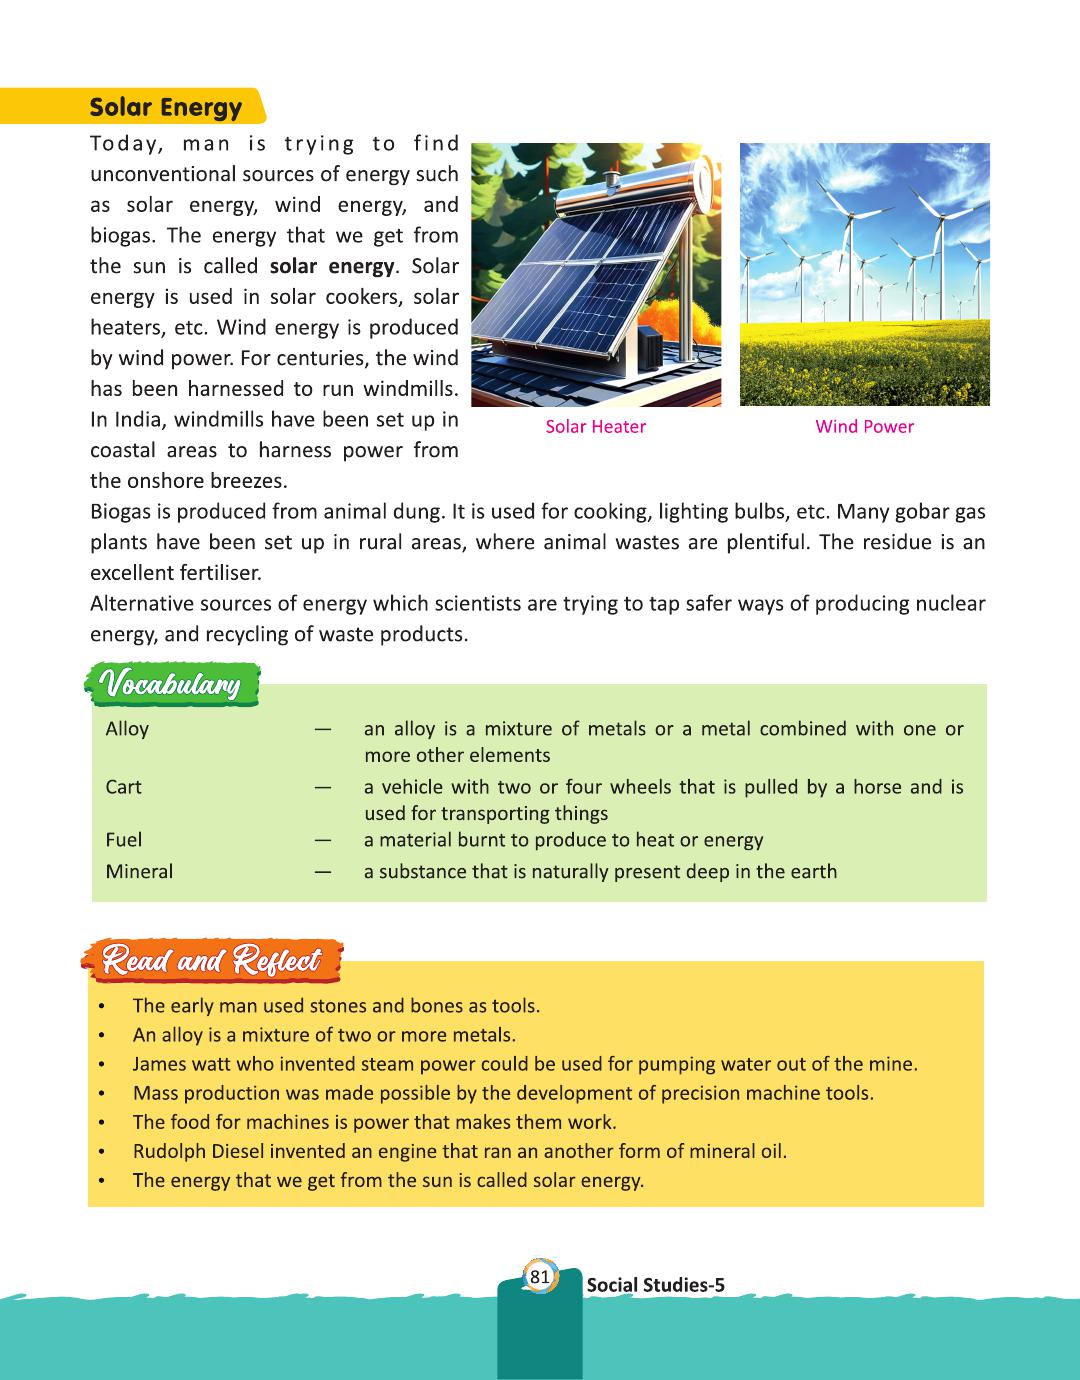 Solar Energy
Today, man is trying to find
unconventional sources of energy such
as solar energy, wind energy, and
biogas. The energy that we get from
the sun is called solar energy. Solar
energy is used in solar cookers, solar
heaters, etc. Wind energy is produced
by wind power. For centuries, the wind
has been harnessed to run windmills.
In India, windmills have been set up in
coastal areas to harness power from
the onshore breezes.
Solar Heater
Wind Power
Biogas is produced from animal dung. It is used for cooking, lighting bulbs, etc. Many gobar gas
plants have been set up in rural areas, where animal wastes are plentiful. The residue is an
excellent fertiliser.
Alternative sources of energy which scientists are trying to tap safer ways of producing nuclear
energy, and recycling of waste products.
Vocabulary
Alloy — an alloy is a mixture of metals or a metal combined with one or
more other elements
Cart — a vehicle with two or four wheels that is pulled by a horse and is
used for transporting things
Fuel — a material burnt to produce to heat or energy
Mineral — a substance that is naturally present deep in the earth
Read and Reflect
• The early man used stones and bones as tools.
• An alloy is a mixture of two or more metals.
• James watt who invented steam power could be used for pumping water out of the mine.
• Mass production was made possible by the development of precision machine tools.
• The food for machines is power that makes them work.
• Rudolph Diesel invented an engine that ran an another form of mineral oil.
• The energy that we get from the sun is called solar energy.
81
Social Studies-5